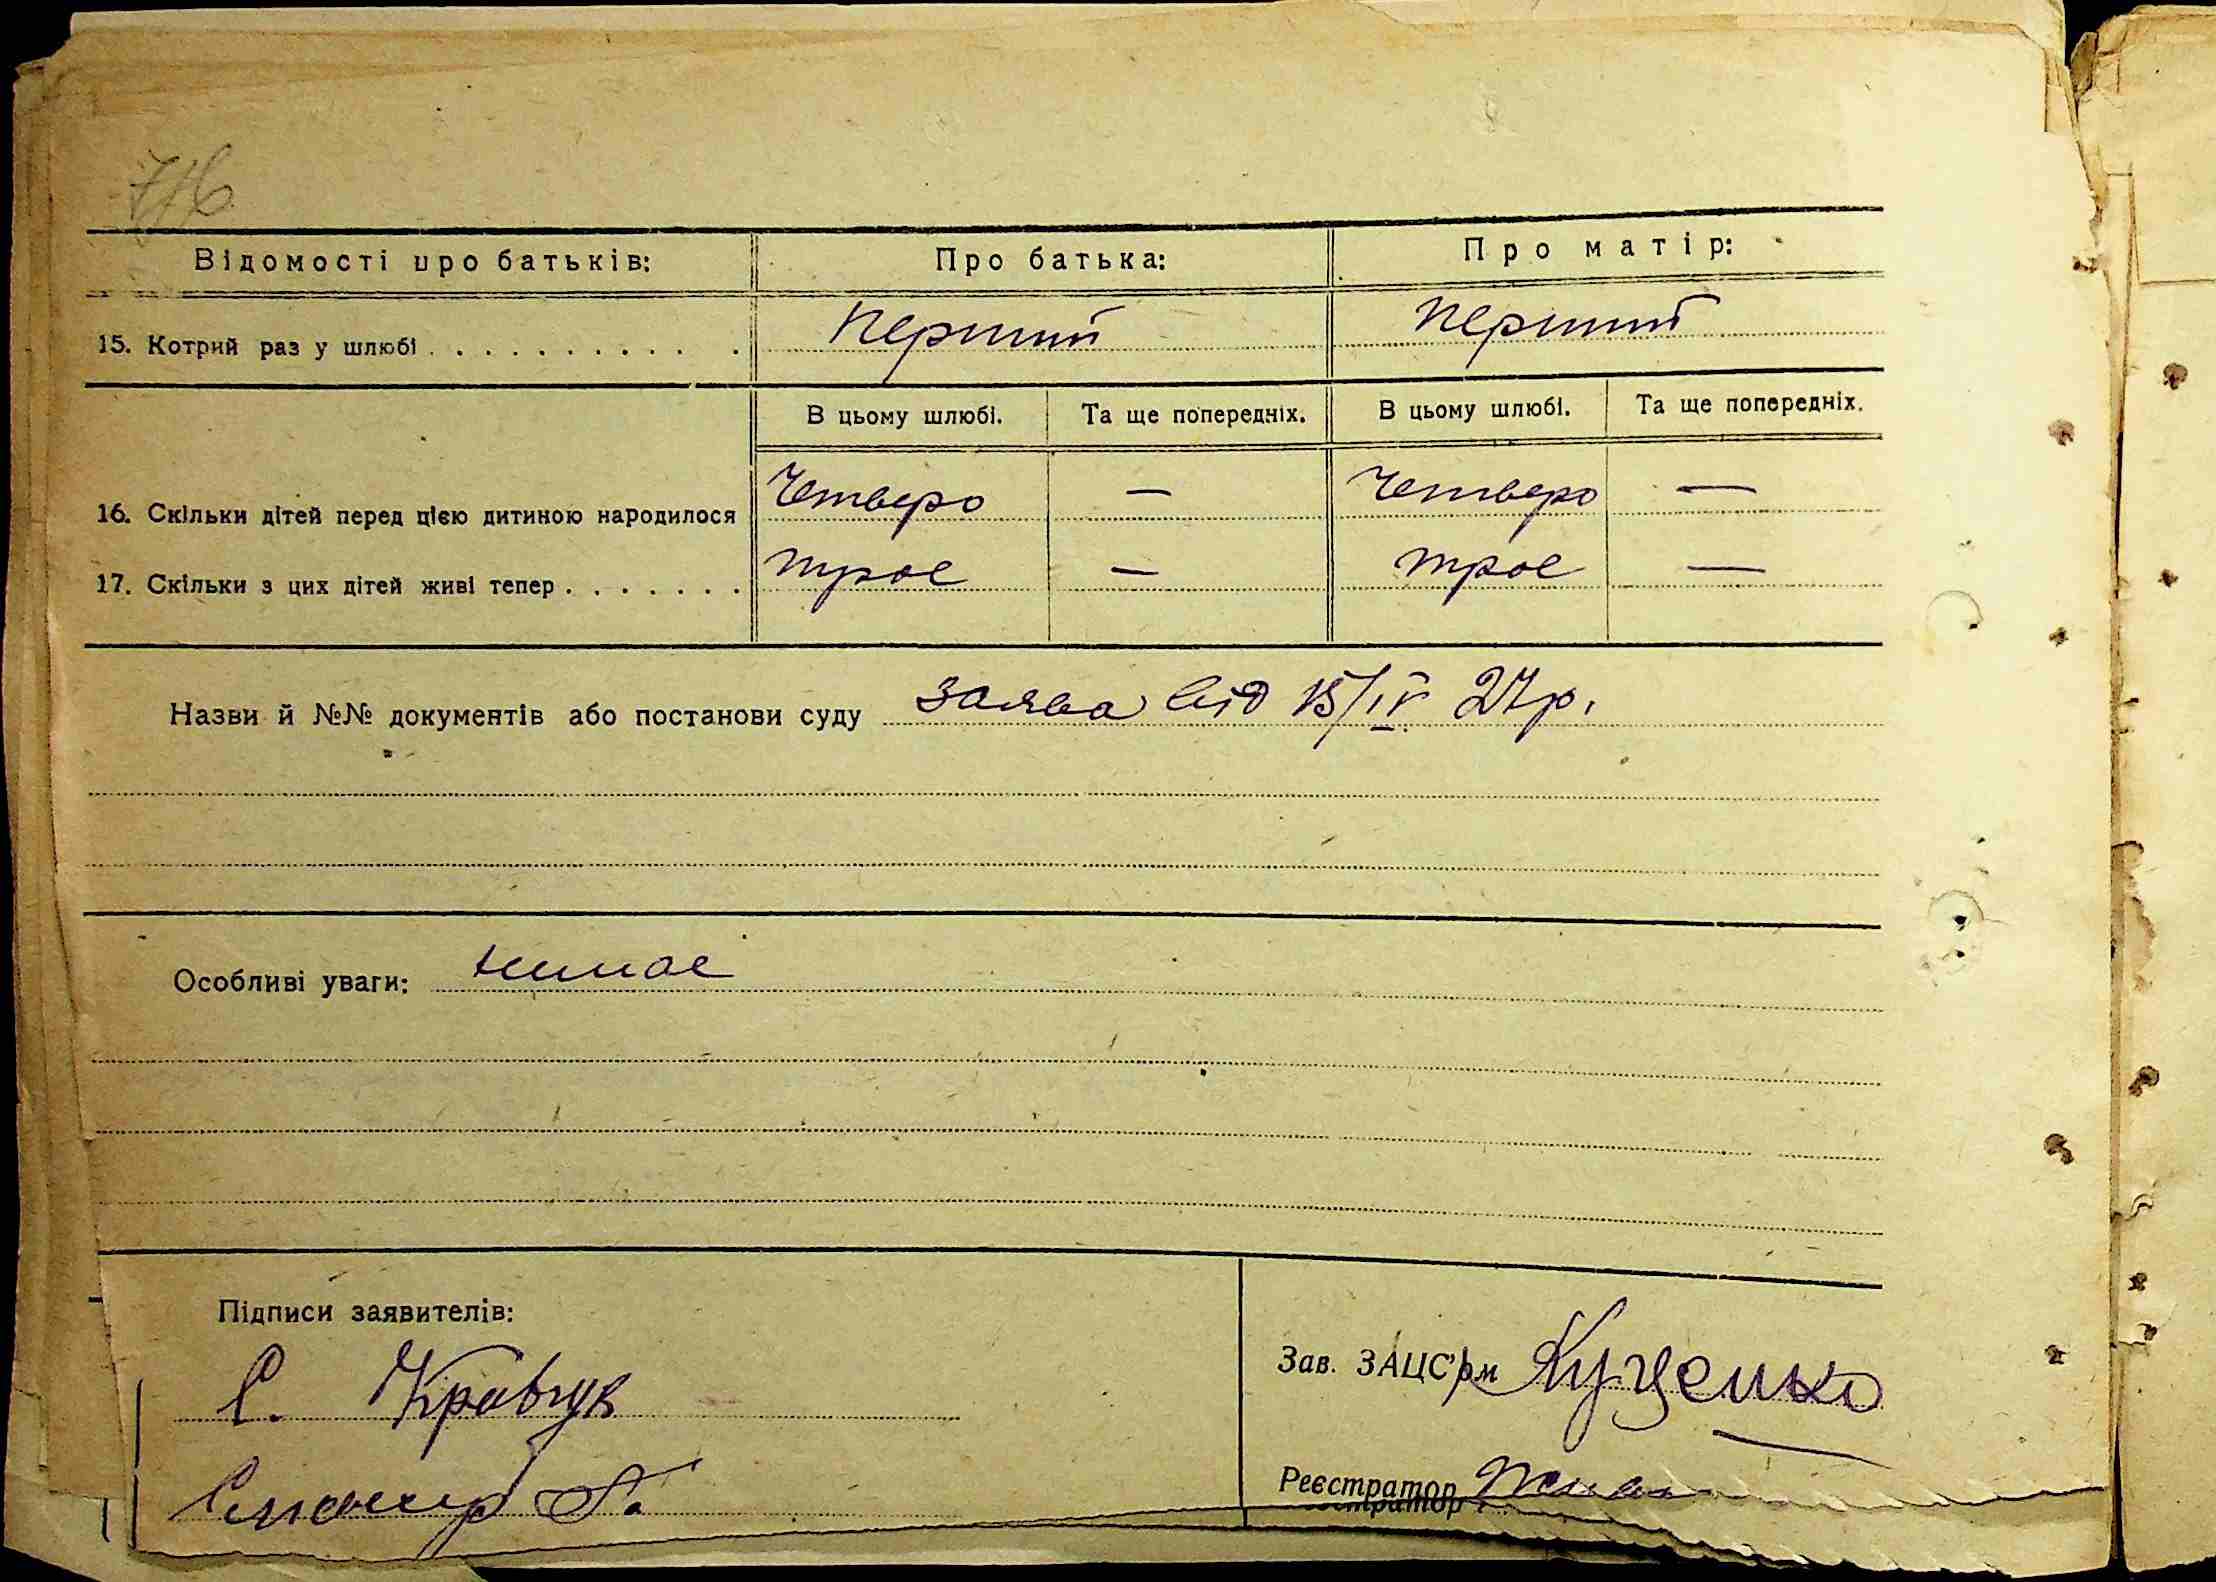 716
Відомості про батьків: Про батька: Про матір:
15. Котрий раз у шлюбі . . . . . . . . . . . Перший Перший
В цьому шлюбі. Та ще попередніх. В цьому шлюбі. Та ще попередніх.
16. Скільки дітей перед цією дитиною народилося Четверо — Четверо —
17. Скільки з цих дітей живі тепер . . . . . . . троє — троє —
Назви й №№ документів або постанови суду заява від 15/IV 27р.
Особливі уваги: немає
Підписи заявителів:
Зав. ЗАЦС'ом Куценко
С. Кравчук
Реєстратор